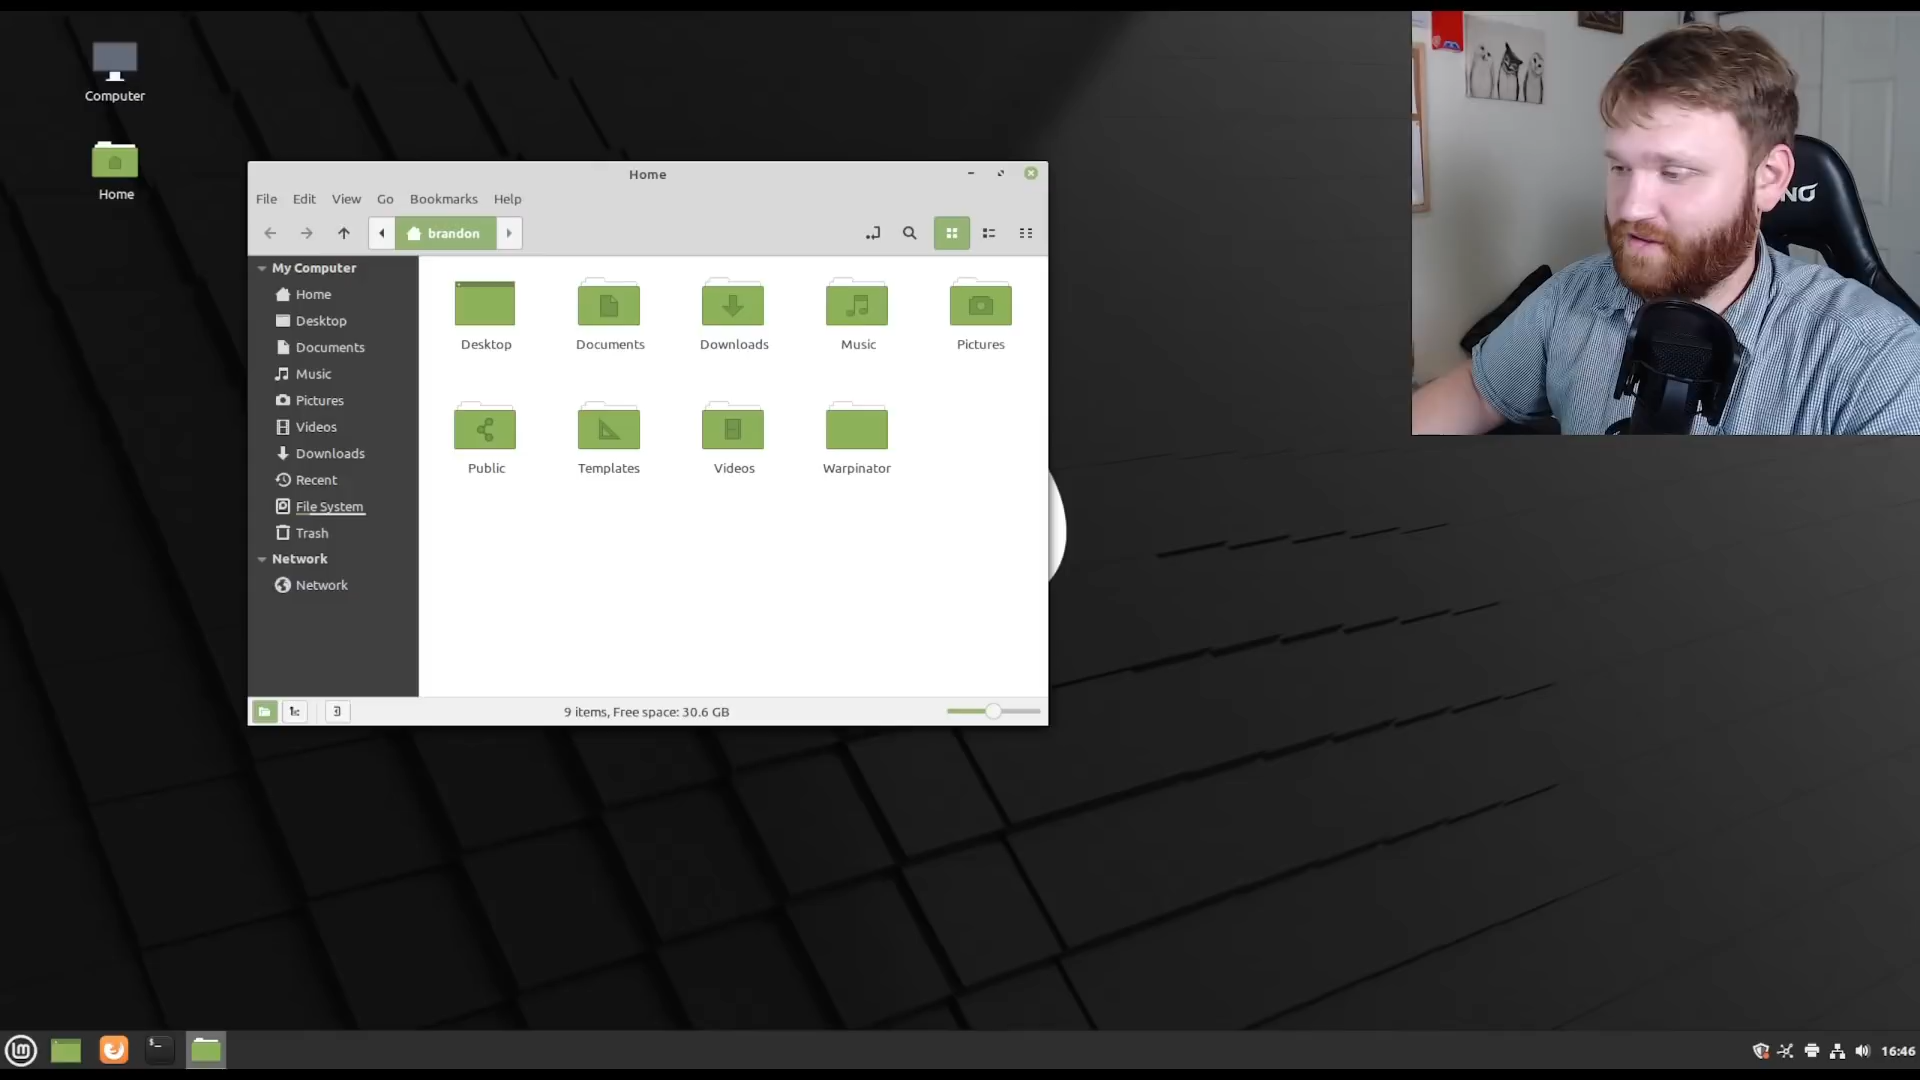 Computer
Home
Home
File Edit View Go Bookmarks Help
brandon
My Computer
Home
Desktop
Documents
Music
Pictures
Videos
Downloads
Recent
File System
Trash
Network
Network
Desktop Documents Downloads Music Pictures
Public Templates Videos Warpinator
9 items, Free space: 30.6 GB
16:46